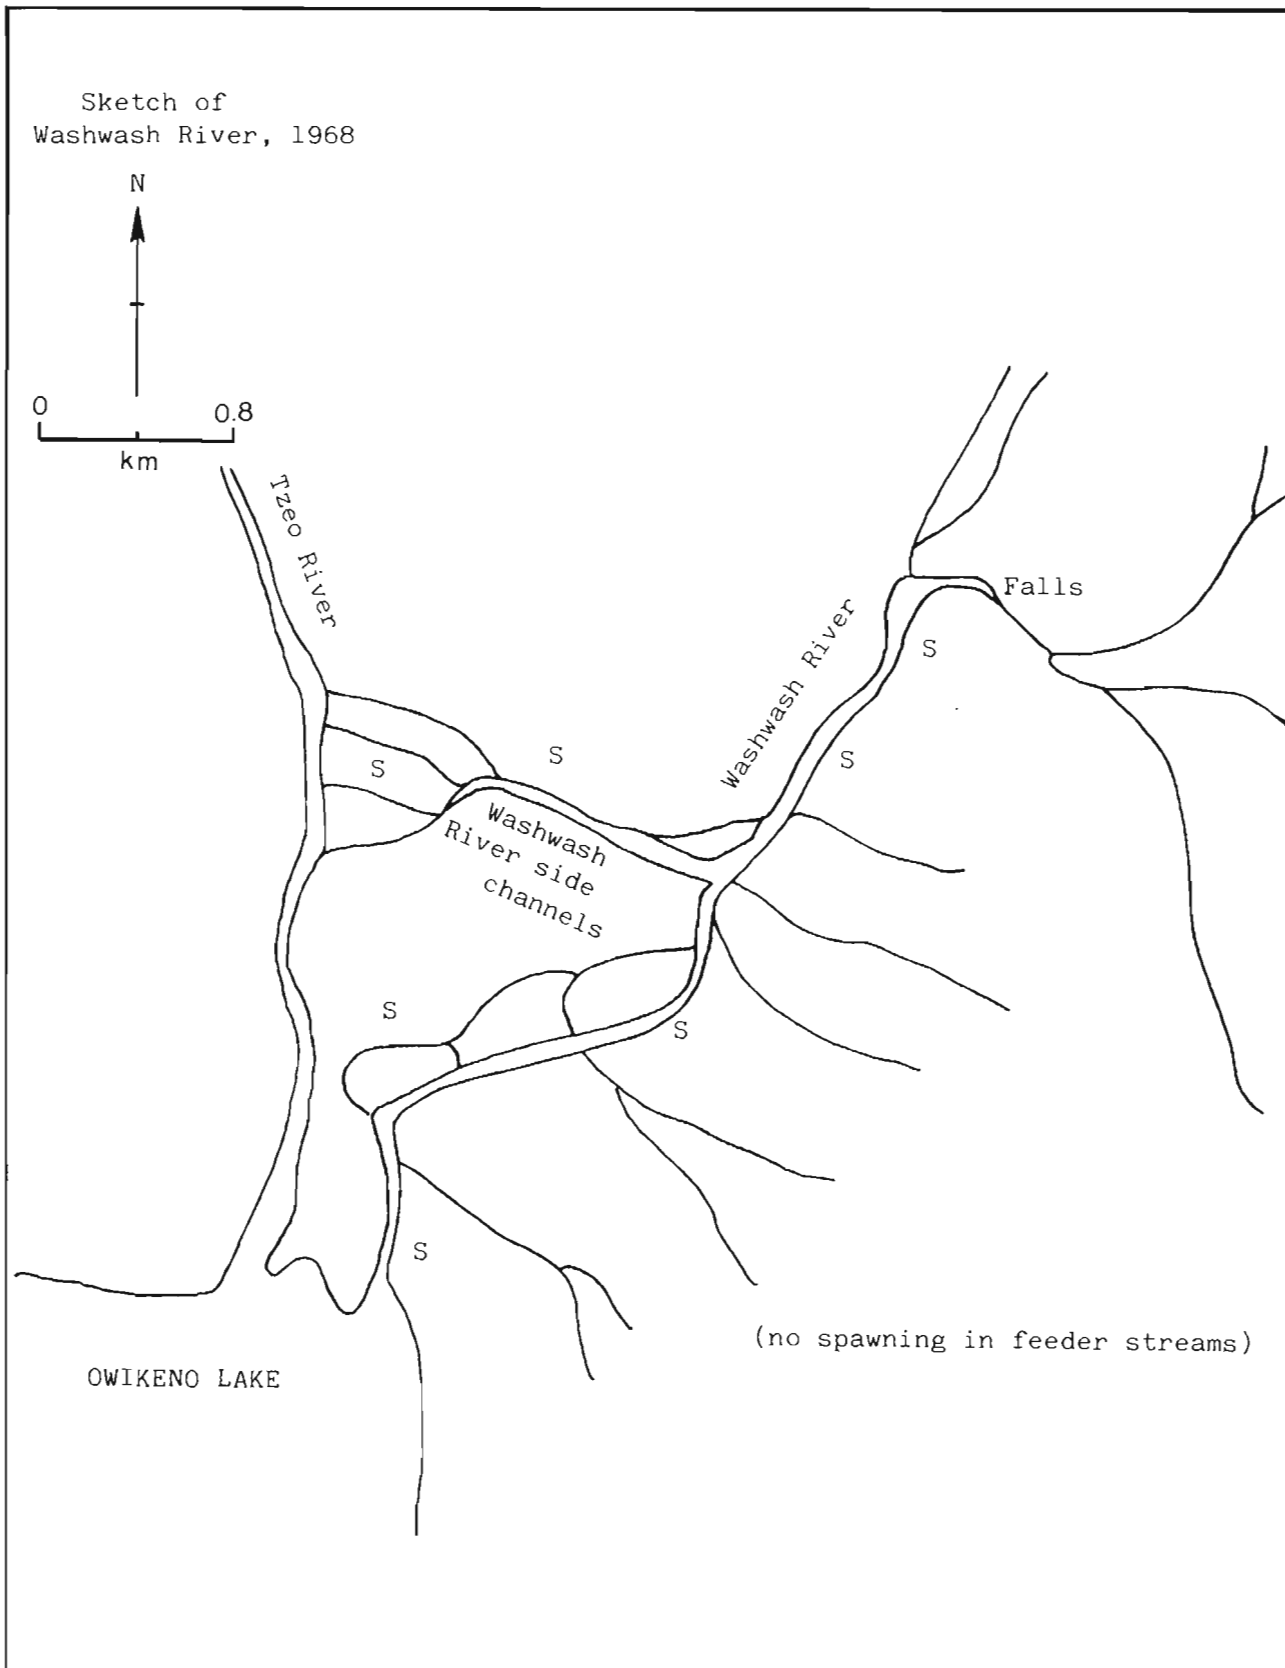 Sketch of
Washwash River, 1968
N
0 0.8
km
Tzeo River
Falls
Washwash River
S
S
S
S
Washwash
River side
channels
S
S
S
(no spawning in feeder streams)
OWIKENO LAKE